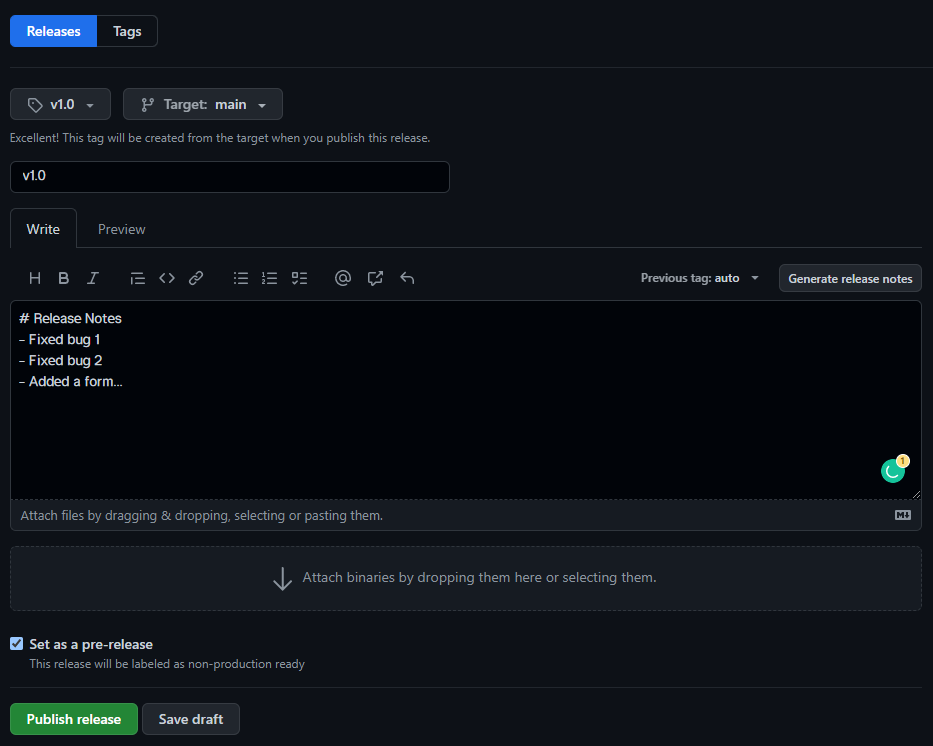 Releases Tags
v1.0 Target: main
Excellent! This tag will be created from the target when you publish this release.
v1.0
Write Preview
H B I @ Previous tag: auto Generate release notes
# Release Notes
- Fixed bug 1
- Fixed bug 2
- Added a form...
1
Attach files by dragging & dropping, selecting or pasting them.
Attach binaries by dropping them here or selecting them.
Set as a pre-release
This release will be labeled as non-production ready
Publish release Save draft